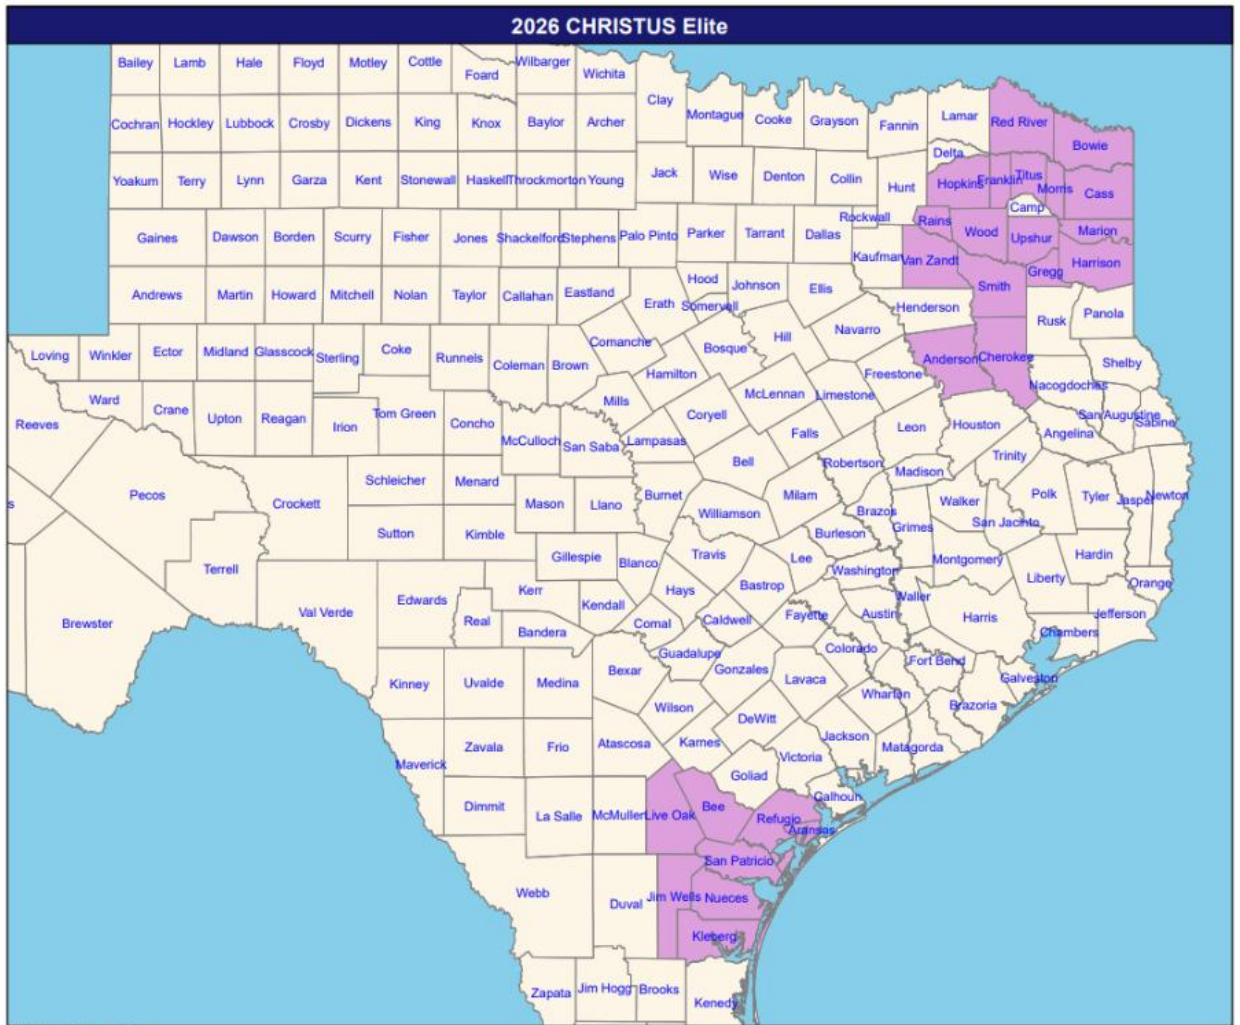 2026 CHRISTUS Elite
Bailey Lamb Hale Floyd Motley Cottle Foard Wilbarger Wichita
Clay Montague Cooke Grayson Fannin Lamar Red River Bowie
Cochran Hockley Lubbock Crosby Dickens King Knox Baylor Archer
Delta
Yoakum Terry Lynn Garza Kent Stonewall Haskell Throckmorton Young Jack Wise Denton Collin Hunt Hopkins Franklin Titus Morris Cass
Camp
Rockwall Rains Wood Upshur Marion
Gaines Dawson Borden Scurry Fisher Jones Shackelford Stephens Palo Pinto Parker Tarrant Dallas
Kaufman Van Zandt Gregg Harrison
Andrews Martin Howard Mitchell Nolan Taylor Callahan Eastland Erath Hood Somervell Johnson Ellis Smith
Henderson Rusk Panola
Loving Winkler Ector Midland Glasscock Sterling Coke Runnels Coleman Brown Comanche Bosque Hill Navarro
Hamilton Freestone Anderson Cherokee Shelby
Nacogdoches
Ward Crane Upton Reagan Irion Tom Green Concho Mills McLennan Limestone
Reeves McCulloch San Saba Lampasas Coryell Falls Leon Houston Angelina San Augustine Sabine
Bell Robertson Madison Trinity
s Pecos Crockett Schleicher Menard Mason Llano Burnet Milam Brazos Walker Polk Tyler Jasper Newton
Sutton Kimble Williamson Burleson Grimes San Jacinto
Terrell Gillespie Blanco Travis Lee Washington Montgomery Liberty Hardin
Brewster Val Verde Edwards Kerr Kendall Hays Bastrop Waller Orange
Real Bandera Comal Caldwell Fayette Austin Harris Chambers Jefferson
Guadalupe Colorado Fort Bend
Kinney Uvalde Medina Bexar Gonzales Lavaca Wharton Galveston
Wilson Brazoria
Maverick Zavala Frio Atascosa Karnes DeWitt Jackson Matagorda
Victoria
Goliad
Dimmit La Salle McMullen Live Oak Bee Refugio Calhoun
Aransas
San Patricio
Webb Duval Jim Wells Nueces
Kleberg
Zapata Jim Hogg Brooks Kenedy